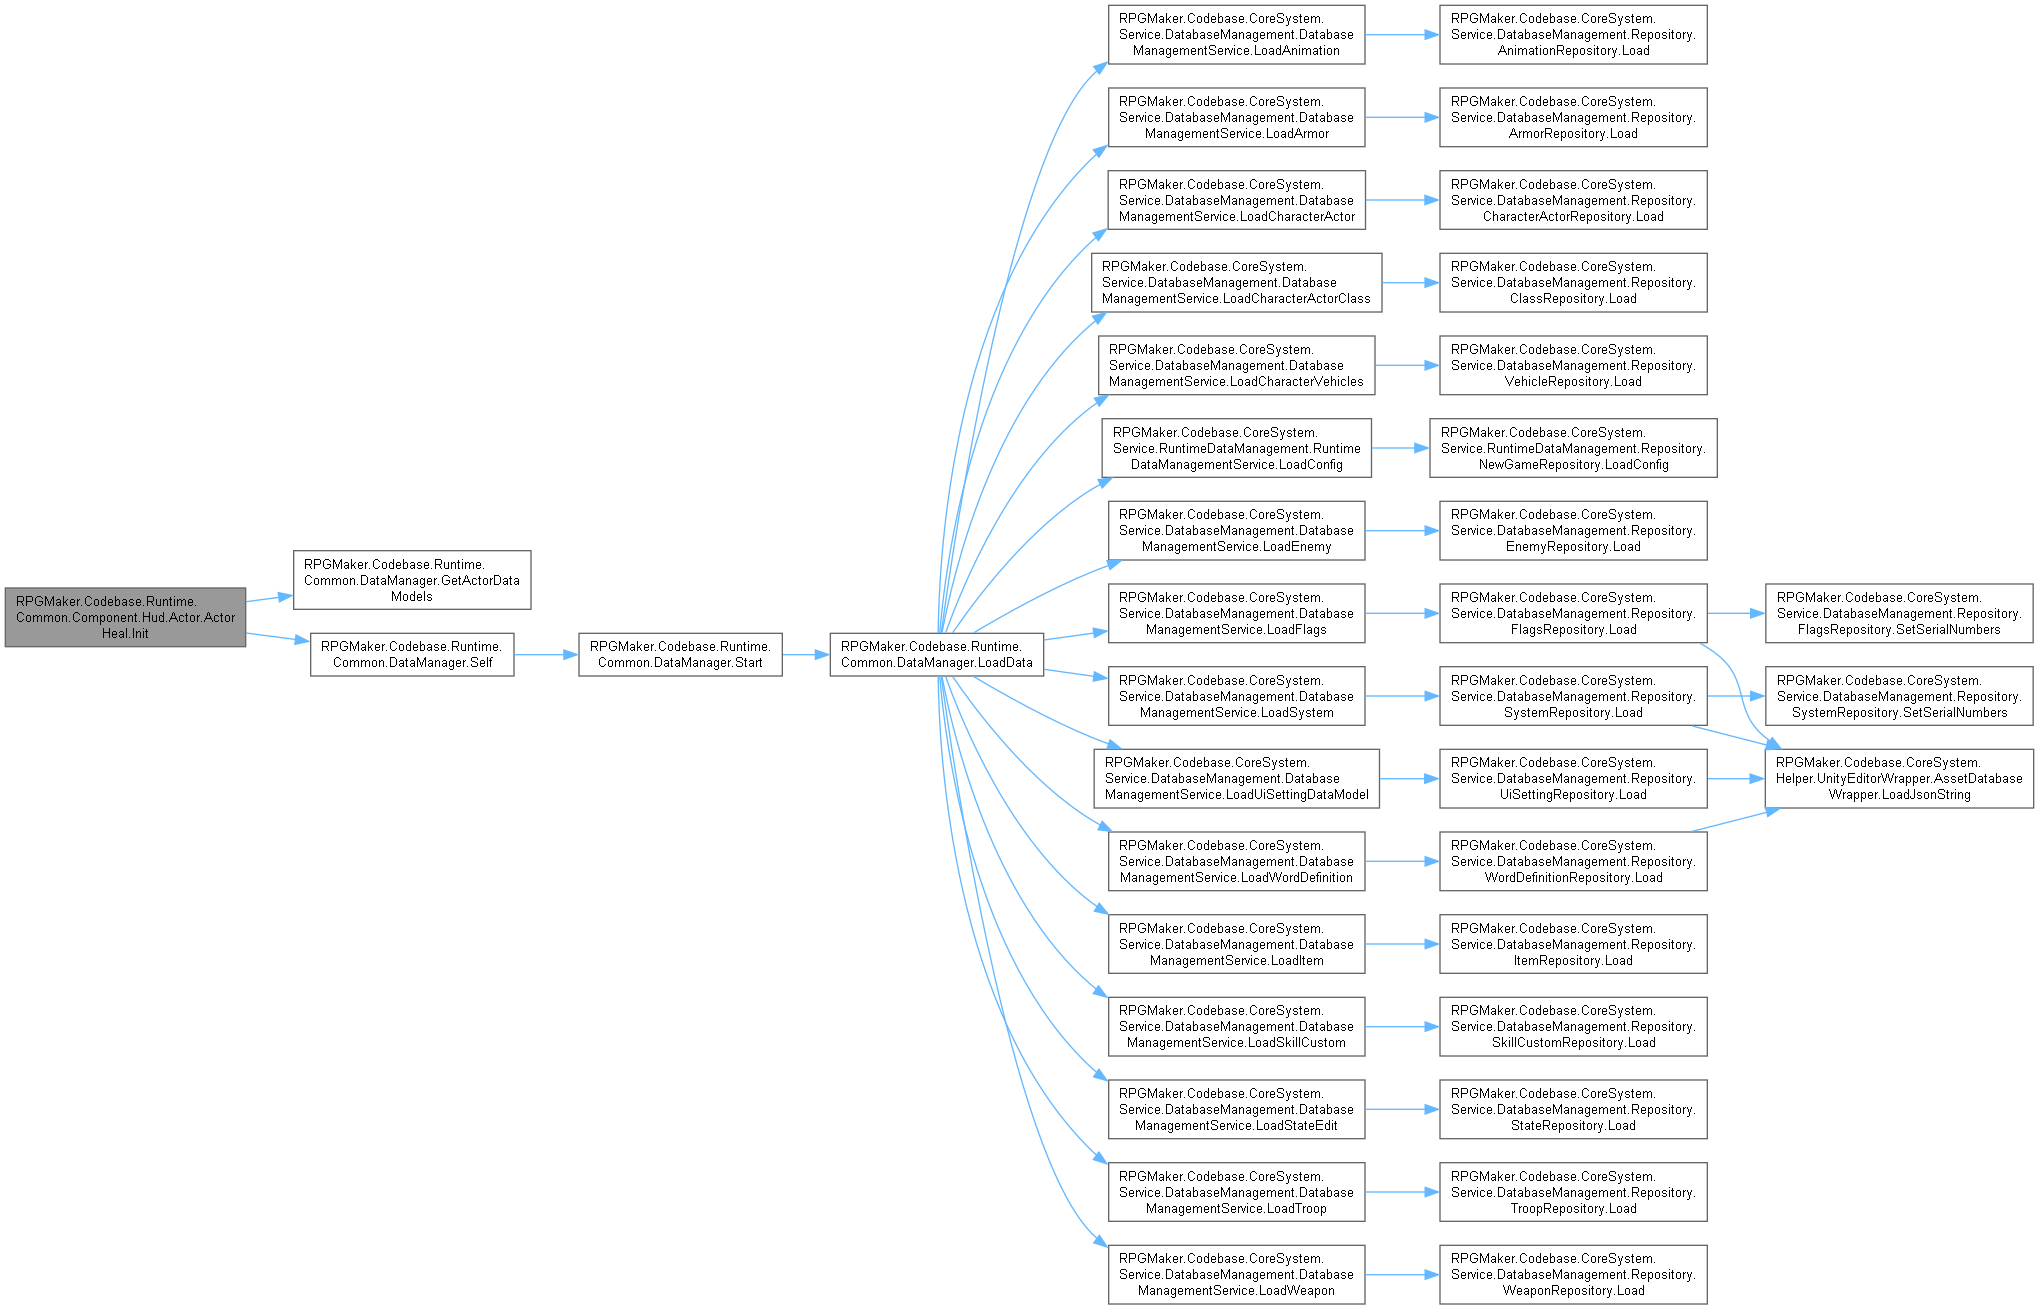 RPGMaker.Codebase.Runtime.
Common.Component.Hud.Actor.Actor
Heal.Init
RPGMaker.Codebase.Runtime.
Common.DataManager.GetActorData
Models
RPGMaker.Codebase.Runtime.
Common.DataManager.Self
RPGMaker.Codebase.Runtime.
Common.DataManager.Start
RPGMaker.Codebase.Runtime.
Common.DataManager.LoadData
RPGMaker.Codebase.CoreSystem.
Service.DatabaseManagement.Database
ManagementService.LoadAnimation
RPGMaker.Codebase.CoreSystem.
Service.DatabaseManagement.Repository.
AnimationRepository.Load
RPGMaker.Codebase.CoreSystem.
Service.DatabaseManagement.Database
ManagementService.LoadArmor
RPGMaker.Codebase.CoreSystem.
Service.DatabaseManagement.Repository.
ArmorRepository.Load
RPGMaker.Codebase.CoreSystem.
Service.DatabaseManagement.Database
ManagementService.LoadCharacterActor
RPGMaker.Codebase.CoreSystem.
Service.DatabaseManagement.Repository.
CharacterActorRepository.Load
RPGMaker.Codebase.CoreSystem.
Service.DatabaseManagement.Database
ManagementService.LoadCharacterActorClass
RPGMaker.Codebase.CoreSystem.
Service.DatabaseManagement.Repository.
ClassRepository.Load
RPGMaker.Codebase.CoreSystem.
Service.DatabaseManagement.Database
ManagementService.LoadCharacterVehicles
RPGMaker.Codebase.CoreSystem.
Service.DatabaseManagement.Repository.
VehicleRepository.Load
RPGMaker.Codebase.CoreSystem.
Service.RuntimeDataManagement.Runtime
DataManagementService.LoadConfig
RPGMaker.Codebase.CoreSystem.
Service.RuntimeDataManagement.Repository.
NewGameRepository.LoadConfig
RPGMaker.Codebase.CoreSystem.
Service.DatabaseManagement.Database
ManagementService.LoadEnemy
RPGMaker.Codebase.CoreSystem.
Service.DatabaseManagement.Repository.
EnemyRepository.Load
RPGMaker.Codebase.CoreSystem.
Service.DatabaseManagement.Database
ManagementService.LoadFlags
RPGMaker.Codebase.CoreSystem.
Service.DatabaseManagement.Repository.
FlagsRepository.Load
RPGMaker.Codebase.CoreSystem.
Service.DatabaseManagement.Repository.
FlagsRepository.SetSerialNumbers
RPGMaker.Codebase.CoreSystem.
Service.DatabaseManagement.Database
ManagementService.LoadSystem
RPGMaker.Codebase.CoreSystem.
Service.DatabaseManagement.Repository.
SystemRepository.Load
RPGMaker.Codebase.CoreSystem.
Service.DatabaseManagement.Repository.
SystemRepository.SetSerialNumbers
RPGMaker.Codebase.CoreSystem.
Service.DatabaseManagement.Database
ManagementService.LoadUiSettingDataModel
RPGMaker.Codebase.CoreSystem.
Service.DatabaseManagement.Repository.
UiSettingRepository.Load
RPGMaker.Codebase.CoreSystem.
Helper.UnityEditorWrapper.AssetDatabase
Wrapper.LoadJsonString
RPGMaker.Codebase.CoreSystem.
Service.DatabaseManagement.Database
ManagementService.LoadWordDefinition
RPGMaker.Codebase.CoreSystem.
Service.DatabaseManagement.Repository.
WordDefinitionRepository.Load
RPGMaker.Codebase.CoreSystem.
Service.DatabaseManagement.Database
ManagementService.LoadItem
RPGMaker.Codebase.CoreSystem.
Service.DatabaseManagement.Repository.
ItemRepository.Load
RPGMaker.Codebase.CoreSystem.
Service.DatabaseManagement.Database
ManagementService.LoadSkillCustom
RPGMaker.Codebase.CoreSystem.
Service.DatabaseManagement.Repository.
SkillCustomRepository.Load
RPGMaker.Codebase.CoreSystem.
Service.DatabaseManagement.Database
ManagementService.LoadStateEdit
RPGMaker.Codebase.CoreSystem.
Service.DatabaseManagement.Repository.
StateRepository.Load
RPGMaker.Codebase.CoreSystem.
Service.DatabaseManagement.Database
ManagementService.LoadTroop
RPGMaker.Codebase.CoreSystem.
Service.DatabaseManagement.Repository.
TroopRepository.Load
RPGMaker.Codebase.CoreSystem.
Service.DatabaseManagement.Database
ManagementService.LoadWeapon
RPGMaker.Codebase.CoreSystem.
Service.DatabaseManagement.Repository.
WeaponRepository.Load